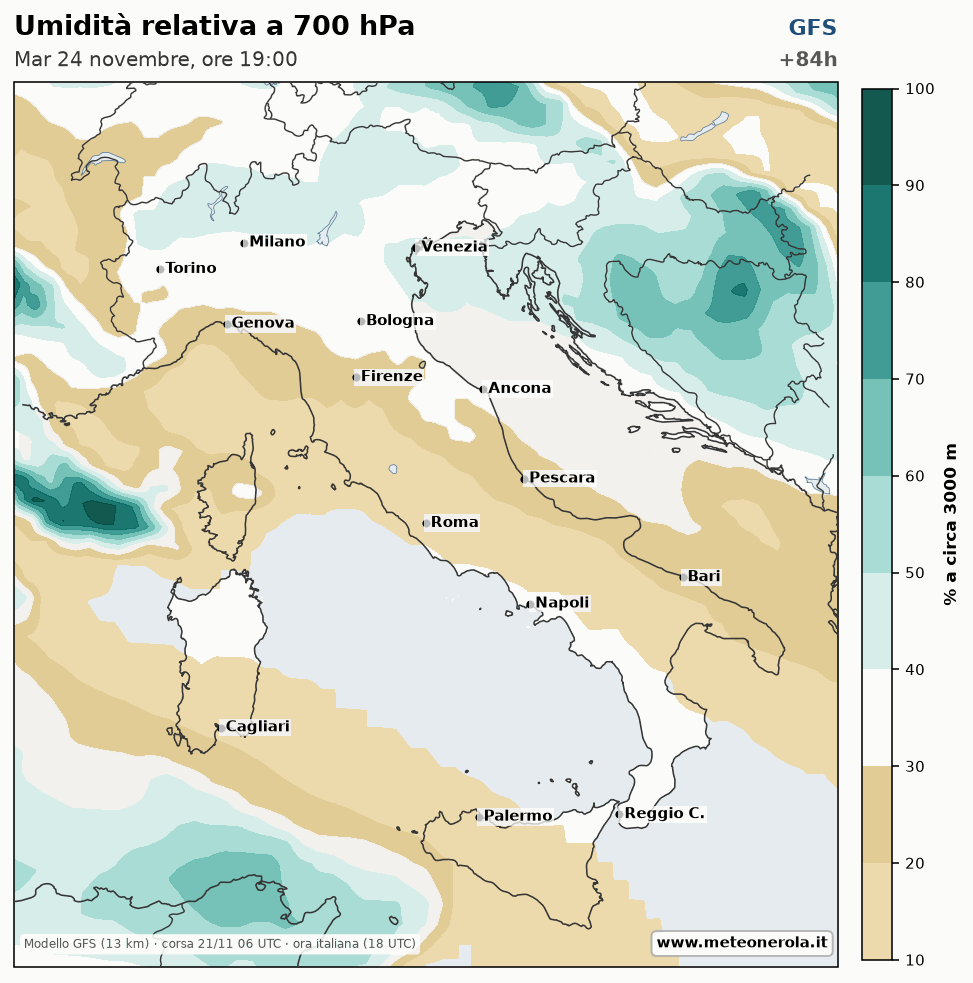 Umidità relativa a 700 hPa
GFS
Mar 24 novembre, ore 19:00
+84h
Milano
Venezia
Torino
Genova
Bologna
Firenze
Ancona
Pescara
Roma
Bari
Napoli
Cagliari
Palermo
Reggio C.
Modello GFS (13 km) · corsa 21/11 06 UTC · ora italiana (18 UTC)
www.meteonerola.it
100
90
80
70
60
50
40
30
20
10
% a circa 3000 m